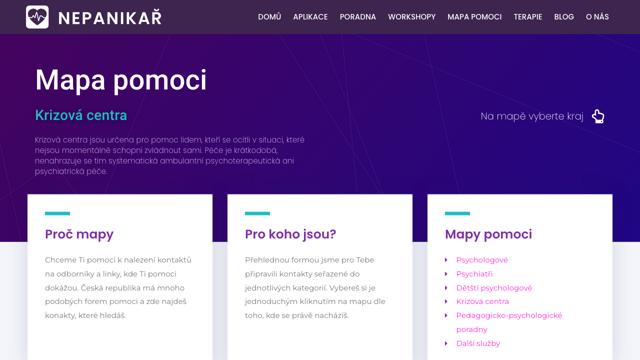 NEPANIKAŘ
DOMŮ APLIKACE PORADNA WORKSHOPY MAPA POMOCI TERAPIE BLOG O NÁS
Mapa pomoci
Krizová centra
Na mapě vyberte kraj
Krizová centra jsou určena pro pomoc lidem, kteří se ocitli v situaci, které
nejsou momentálně schopni zvládnout sami. Péče je krátkodobá,
nenahrazuje se tím systematická ambulantní psychoterapeutická ani
psychiatrická péče.
Proč mapy
Chceme Ti pomoci k nalezení kontaktů
na odborníky a linky, kde Ti pomoci
dokážou. Česká republika má mnoho
podobých forem pomoci a zde najdeš
konakty, které hledáš.
Pro koho jsou?
Přehlednou formou jsme pro Tebe
připravili kontakty seřazené do
jednotlivých kategorií. Vybereš si je
jednoduchým kliknutím na mapu dle
toho, kde se právě nacházíš.
Mapy pomoci
Psychologové
Psychiatři
Dětští psychologové
Krizová centra
Pedagogicko-psychologické
poradny
Další služby